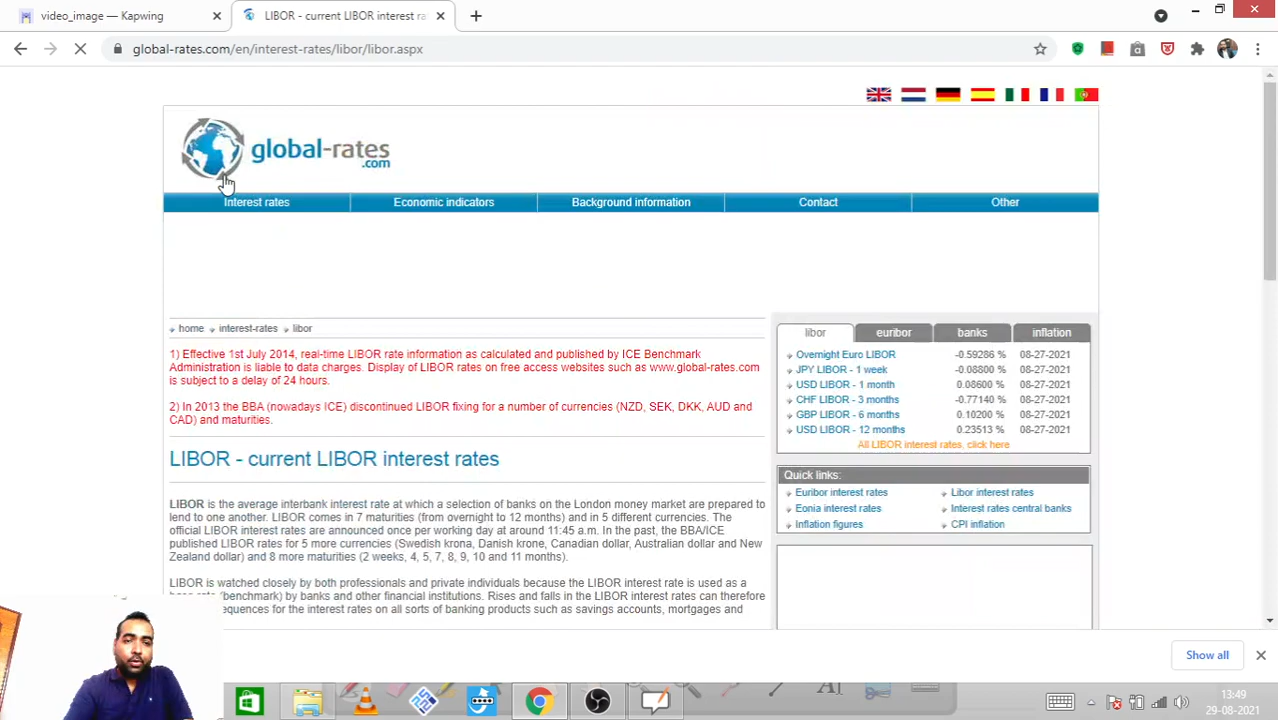 video_image — Kapwing
LIBOR - current LIBOR interest ra
global-rates.com/en/interest-rates/libor/libor.aspx
global-rates
.com
Interest rates
Economic indicators
Background information
Contact
Other
home interest-rates libor
1) Effective 1st July 2014, real-time LIBOR rate information as calculated and published by ICE Benchmark
Administration is liable to data charges. Display of LIBOR rates on free access websites such as www.global-rates.com
is subject to a delay of 24 hours.
2) In 2013 the BBA (nowadays ICE) discontinued LIBOR fixing for a number of currencies (NZD, SEK, DKK, AUD and
CAD) and maturities.
LIBOR - current LIBOR interest rates
LIBOR is the average interbank interest rate at which a selection of banks on the London money market are prepared to
lend to one another. LIBOR comes in 7 maturities (from overnight to 12 months) and in 5 different currencies. The
official LIBOR interest rates are announced once per working day at around 11:45 a.m. In the past, the BBA/ICE
published LIBOR rates for 5 more currencies (Swedish krona, Danish krone, Canadian dollar, Australian dollar and New
Zealand dollar) and 8 more maturities (2 weeks, 4, 5, 7, 8, 9, 10 and 11 months).
LIBOR is watched closely by both professionals and private individuals because the LIBOR interest rate is used as a
rate (benchmark) by banks and other financial institutions. Rises and falls in the LIBOR interest rates can therefore
for the interest rates on all sorts of banking products such as savings accounts, mortgages and
libor euribor banks inflation
Overnight Euro LIBOR -0.59286 % 08-27-2021
JPY LIBOR - 1 week -0.08800 % 08-27-2021
USD LIBOR - 1 month 0.08600 % 08-27-2021
CHF LIBOR - 3 months -0.77140 % 08-27-2021
GBP LIBOR - 6 months 0.10200 % 08-27-2021
USD LIBOR - 12 months 0.23513 % 08-27-2021
All LIBOR interest rates, click here
Quick links:
Euribor interest rates Libor interest rates
Eonia interest rates Interest rates central banks
Inflation figures CPI inflation
Show all
13:49
29-08-2021